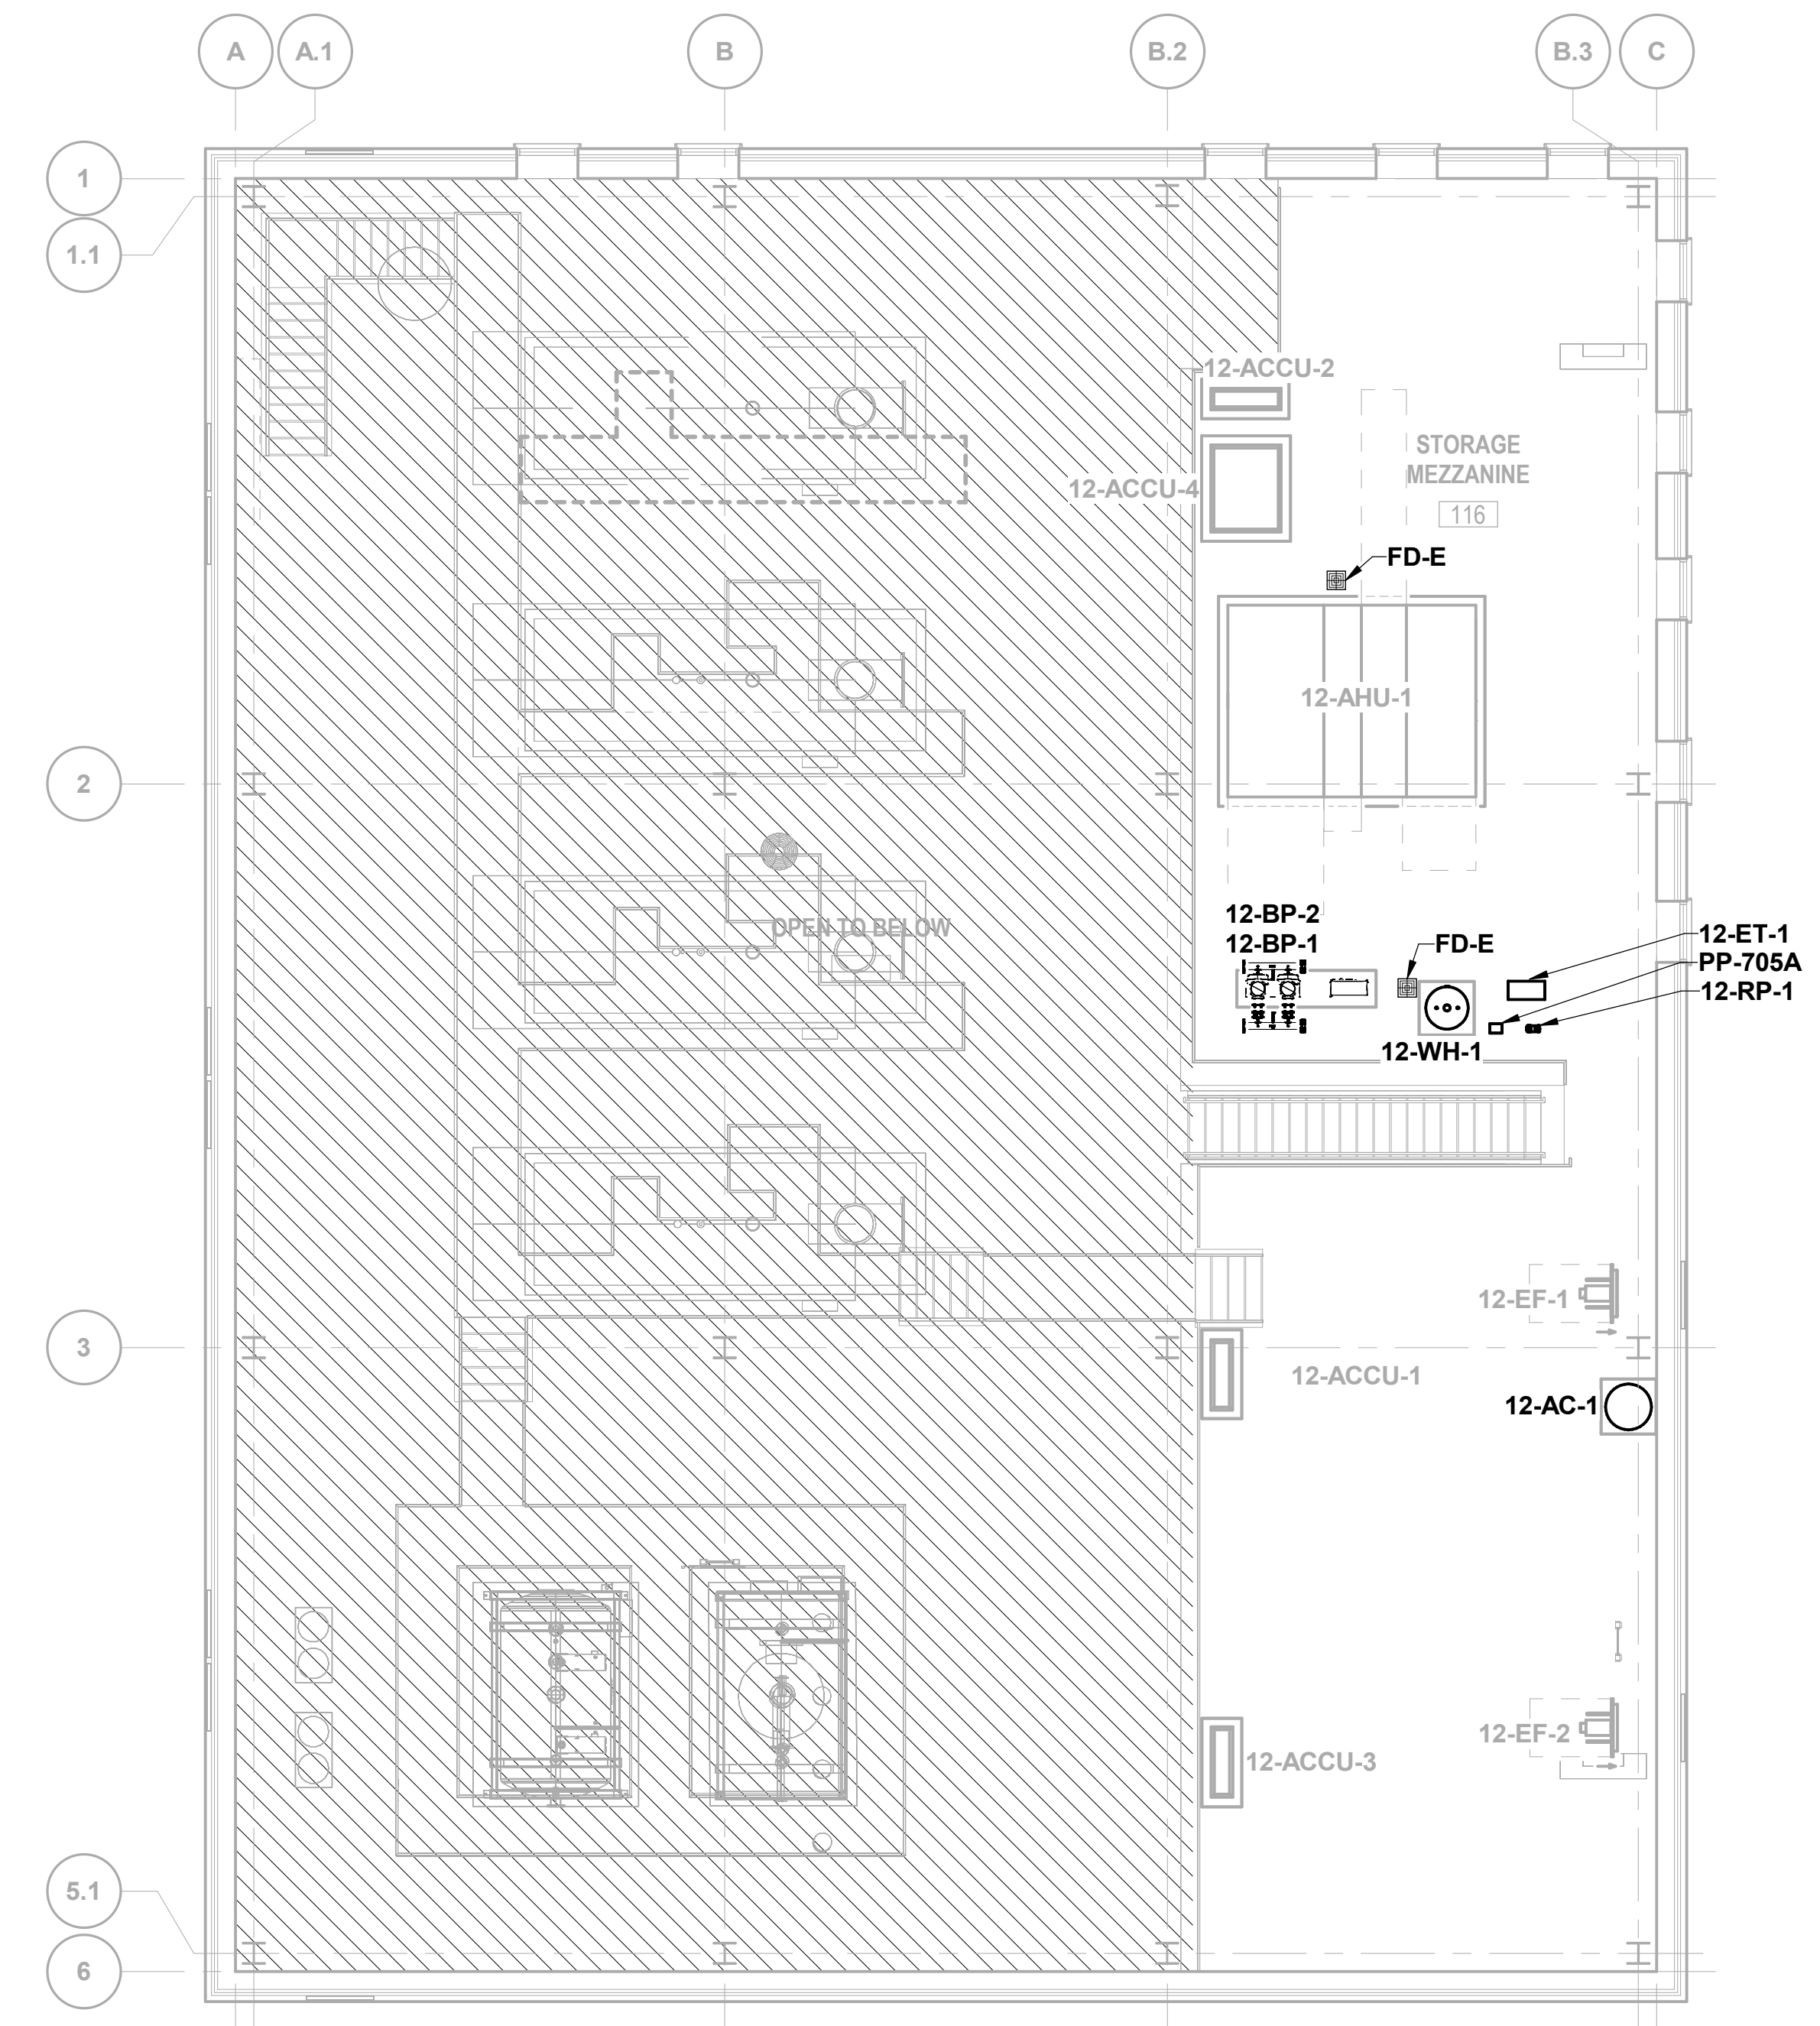 A
A.1
B
B.2
B.3
C
1
1.1
12-ACCU-2
STORAGE
MEZZANINE
12-ACCU-4
116
FD-E
12-AHU-1
2
12-BP-2
OPEN TO BELOW
12-ET-1
12-BP-1
FD-E
PP-705A
12-RP-1
12-WH-1
12-EF-1
3
12-ACCU-1
12-AC-1
12-EF-2
12-ACCU-3
5.1
6